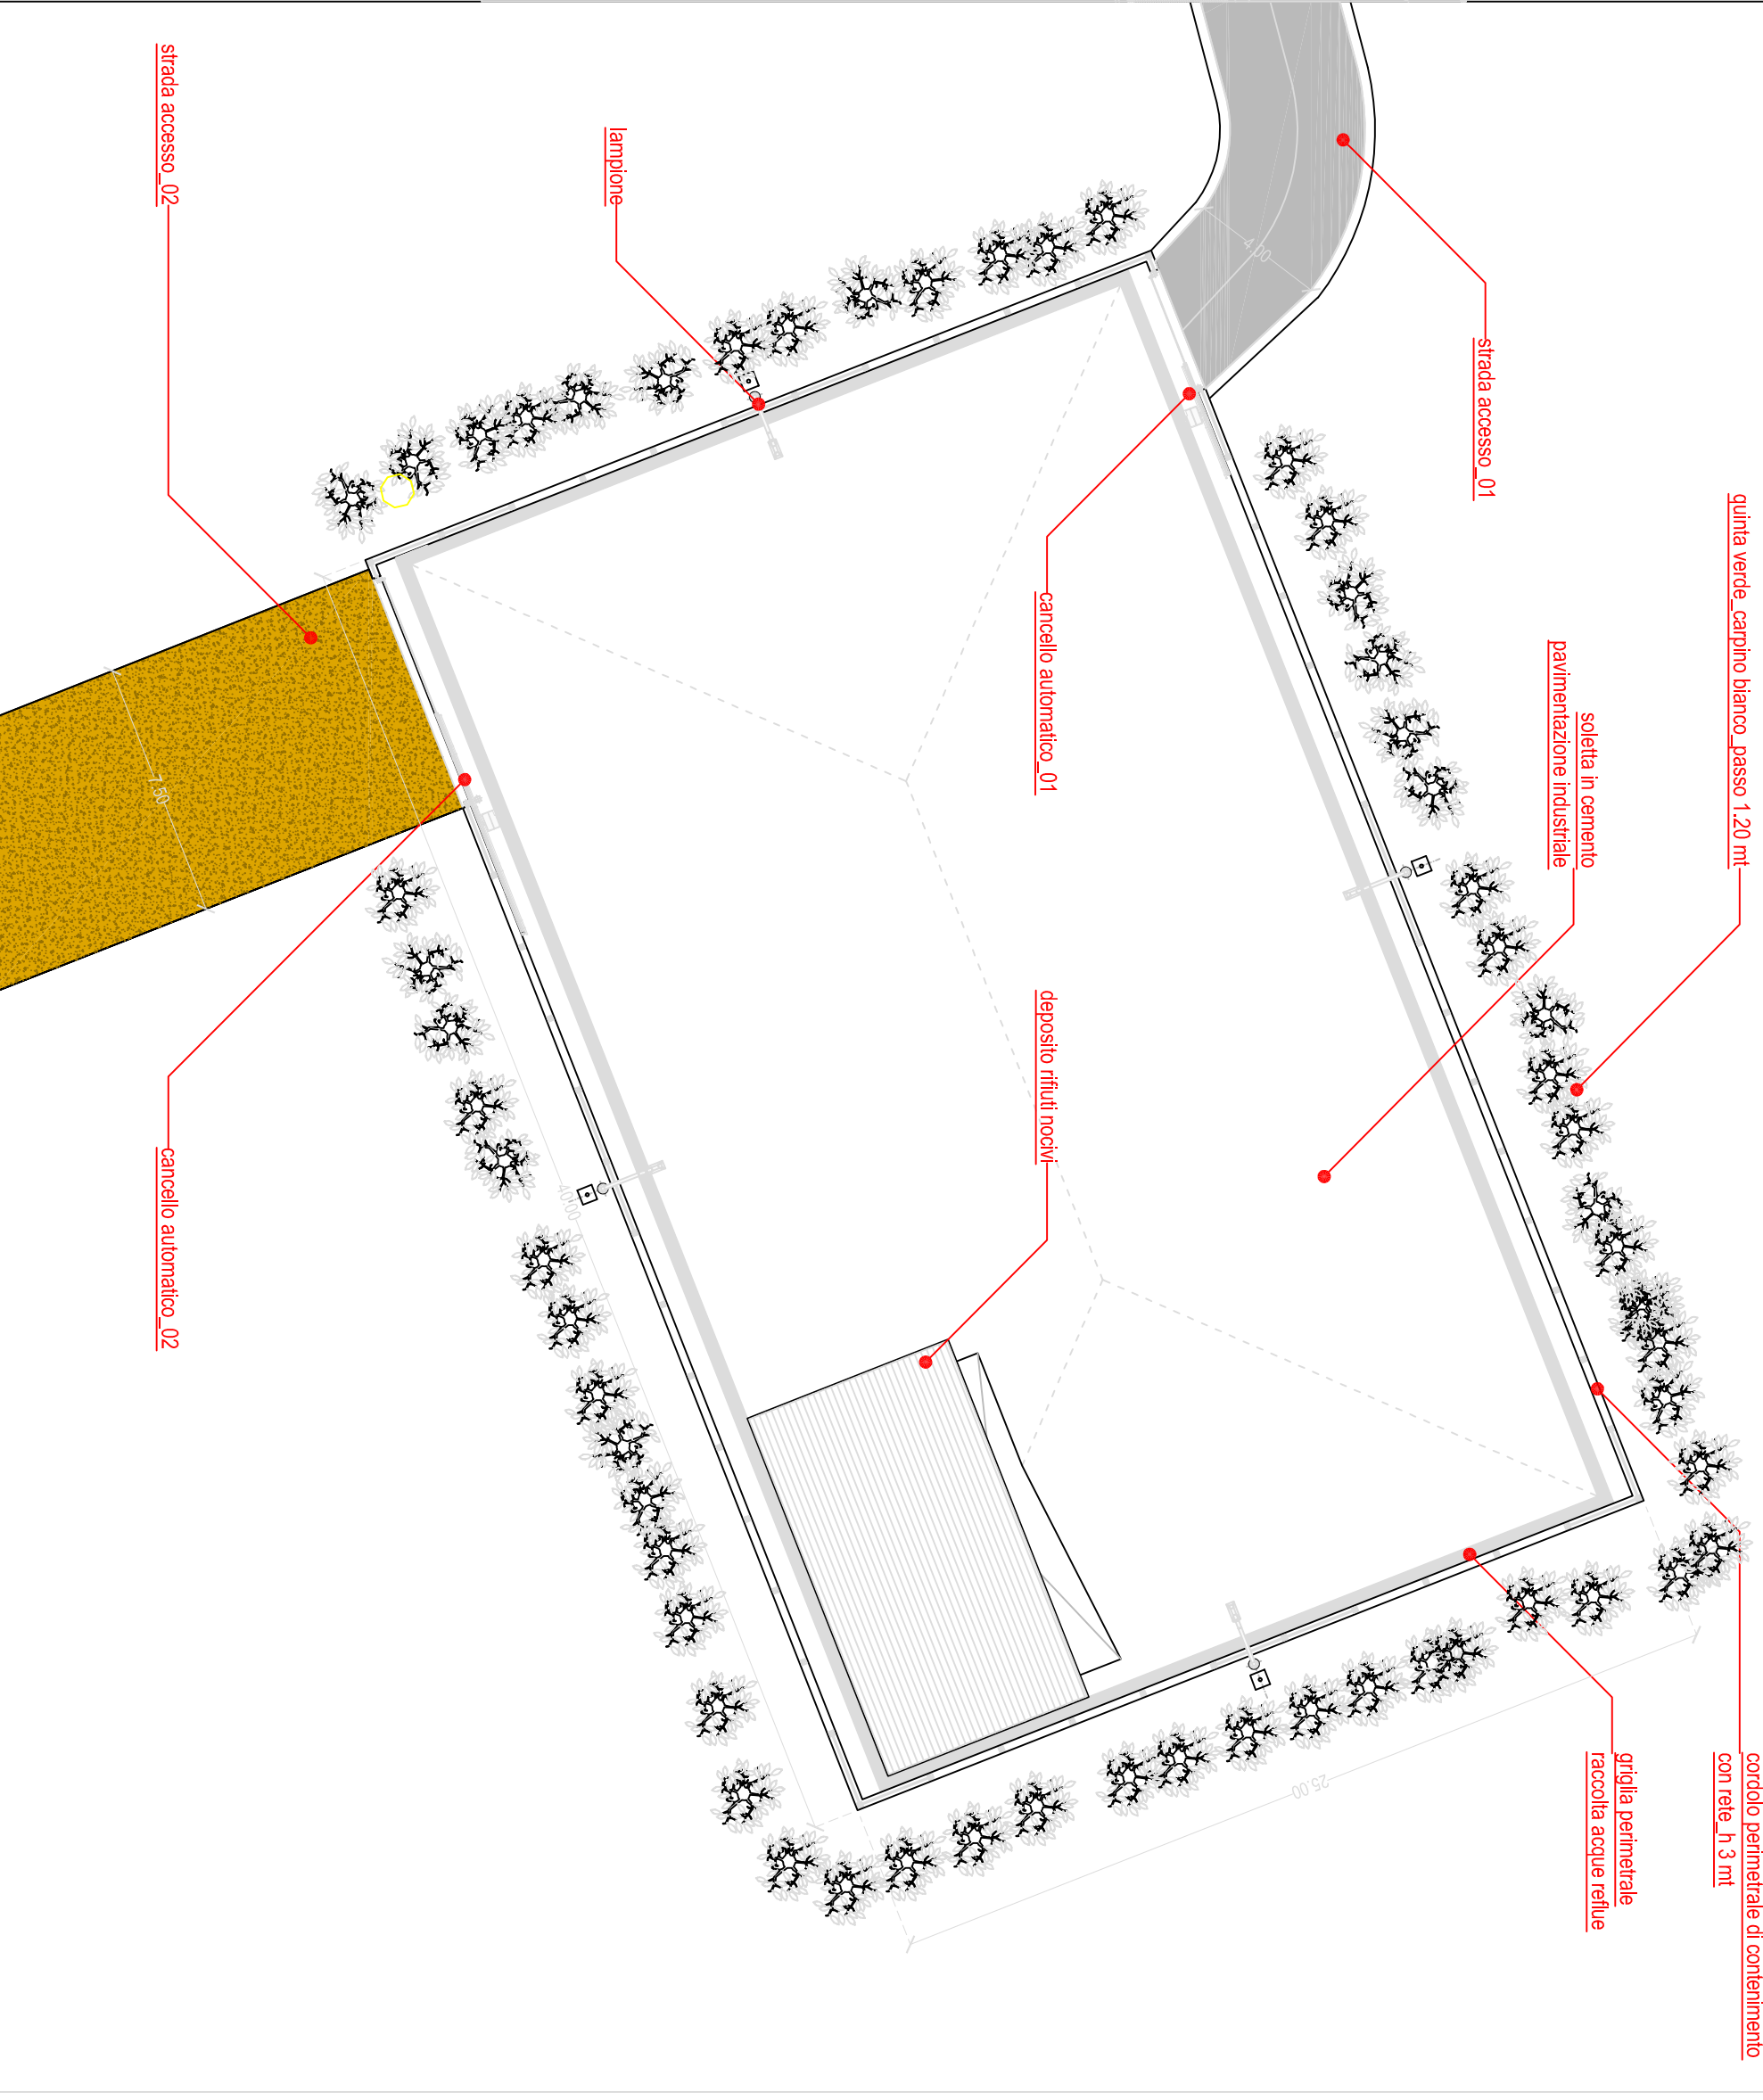 quinta verde_carpino bianco_passo 1.20 mt
cordolo perimetrale di contenimento
con rete_h 3 mt
soletta in cemento
pavimentazione industriale
griglia perimetrale
raccolta acque reflue
strada accesso_01
4.00
cancello automatico_01
deposito rifiuti nocivi
25.00
lampione
40.00
strada accesso_02
7.50
cancello automatico_02